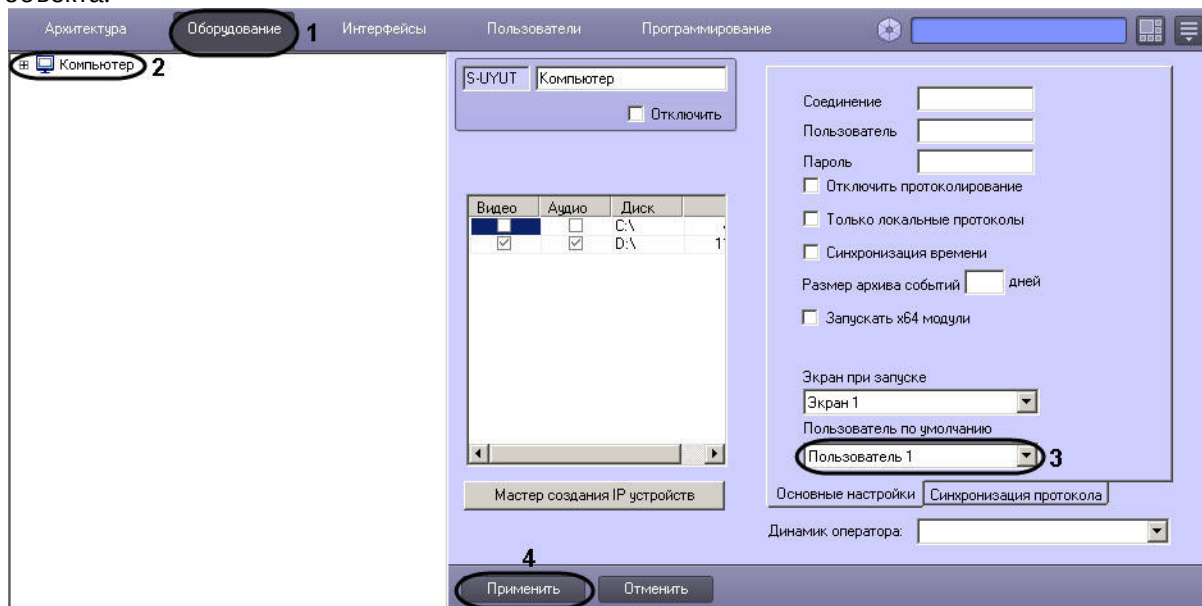 Архитектура Оборудование 1 Интерфейсы Пользователи Программирование
Компьютер 2
S-UYUT Компьютер
Отключить
Соединение
Пользователь
Пароль
Отключить протоколирование
Видео Аудио Диск
C:\
D:\ 11
Только локальные протоколы
Синхронизация времени
Размер архива событий дней
Запускать x64 модули
Экран при запуске
Экран 1
Пользователь по умолчанию
Пользователь 1 3
Мастер создания IP устройств
Основные настройки Синхронизация протокола
Динамик оператора:
4
Применить Отменить